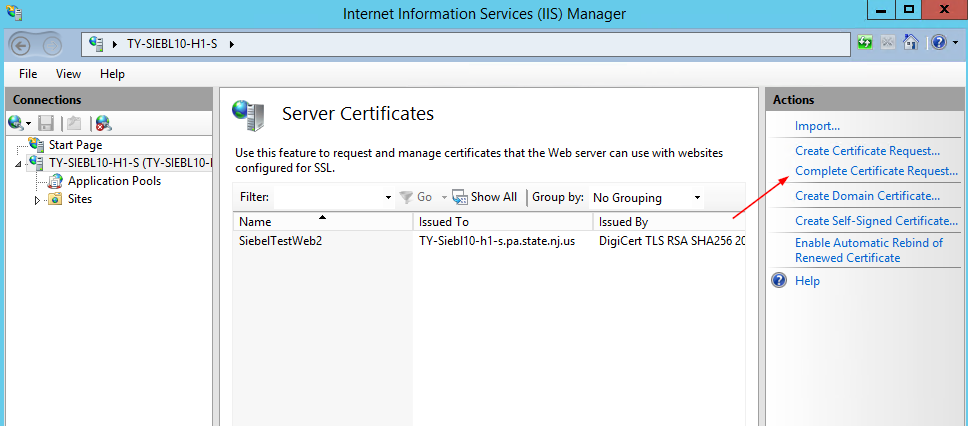 Internet Information Services (IIS) Manager
TY-SIEBL10-H1-S
File View Help
Connections
Start Page
TY-SIEBL10-H1-S (TY-SIEBL10-
Application Pools
Sites
Server Certificates
Use this feature to request and manage certificates that the Web server can use with websites
configured for SSL.
Filter: Go Show All Group by: No Grouping
Name Issued To Issued By
SiebelTestWeb2 TY-Siebl10-h1-s.pa.state.nj.us DigiCert TLS RSA SHA256 20
Actions
Import...
Create Certificate Request...
Complete Certificate Request...
Create Domain Certificate...
Create Self-Signed Certificate...
Enable Automatic Rebind of
Renewed Certificate
Help